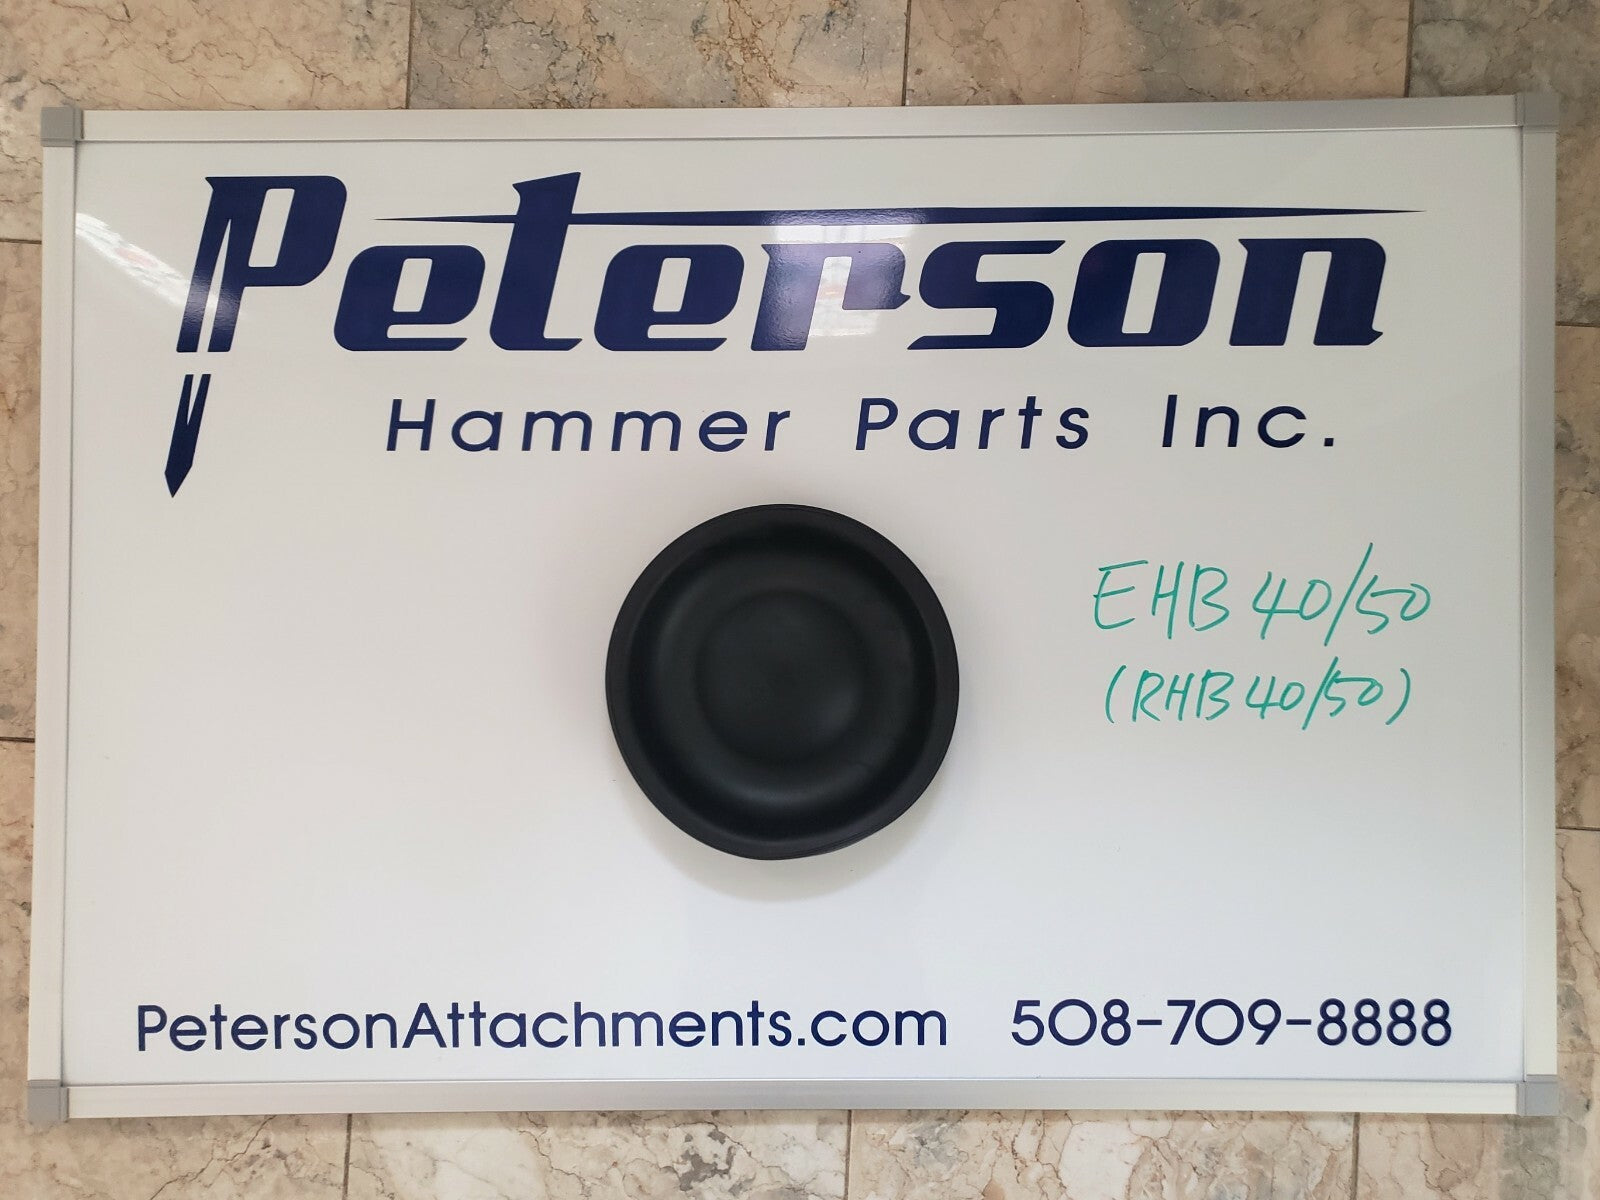 Peterson
Hammer Parts Inc.
EHB 40/50
(RHB 40/50)
PetersonAttachments.com 508-709-8888